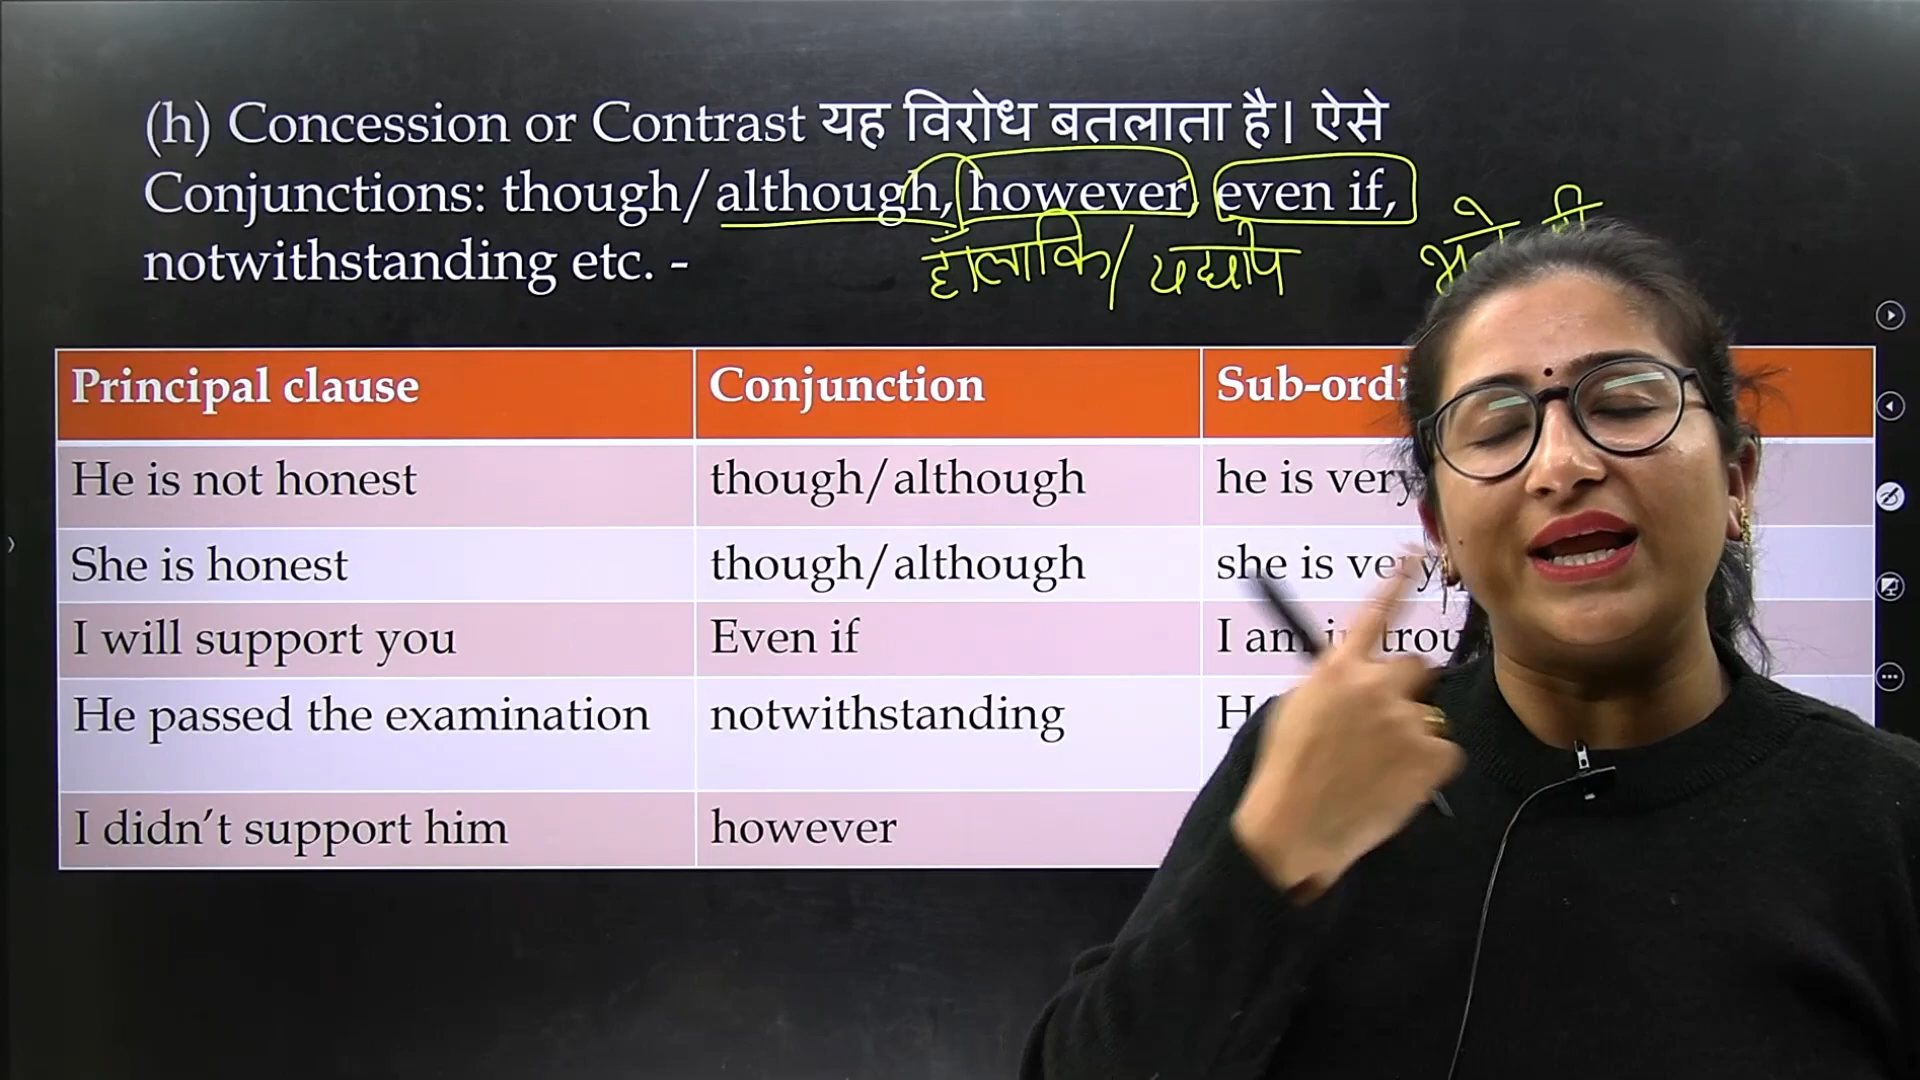 (h) Concession or Contrast यह विरोध बतलाता है। ऐसे
Conjunctions: though/although, however, even if,
notwithstanding etc. -
हालाँकि/ यद्यपि
Principal clause Conjunction
He is not honest though/although he is very
She is honest though/although she is very
I will support you Even if I am in
He passed the examination notwithstanding
I didn't support him however